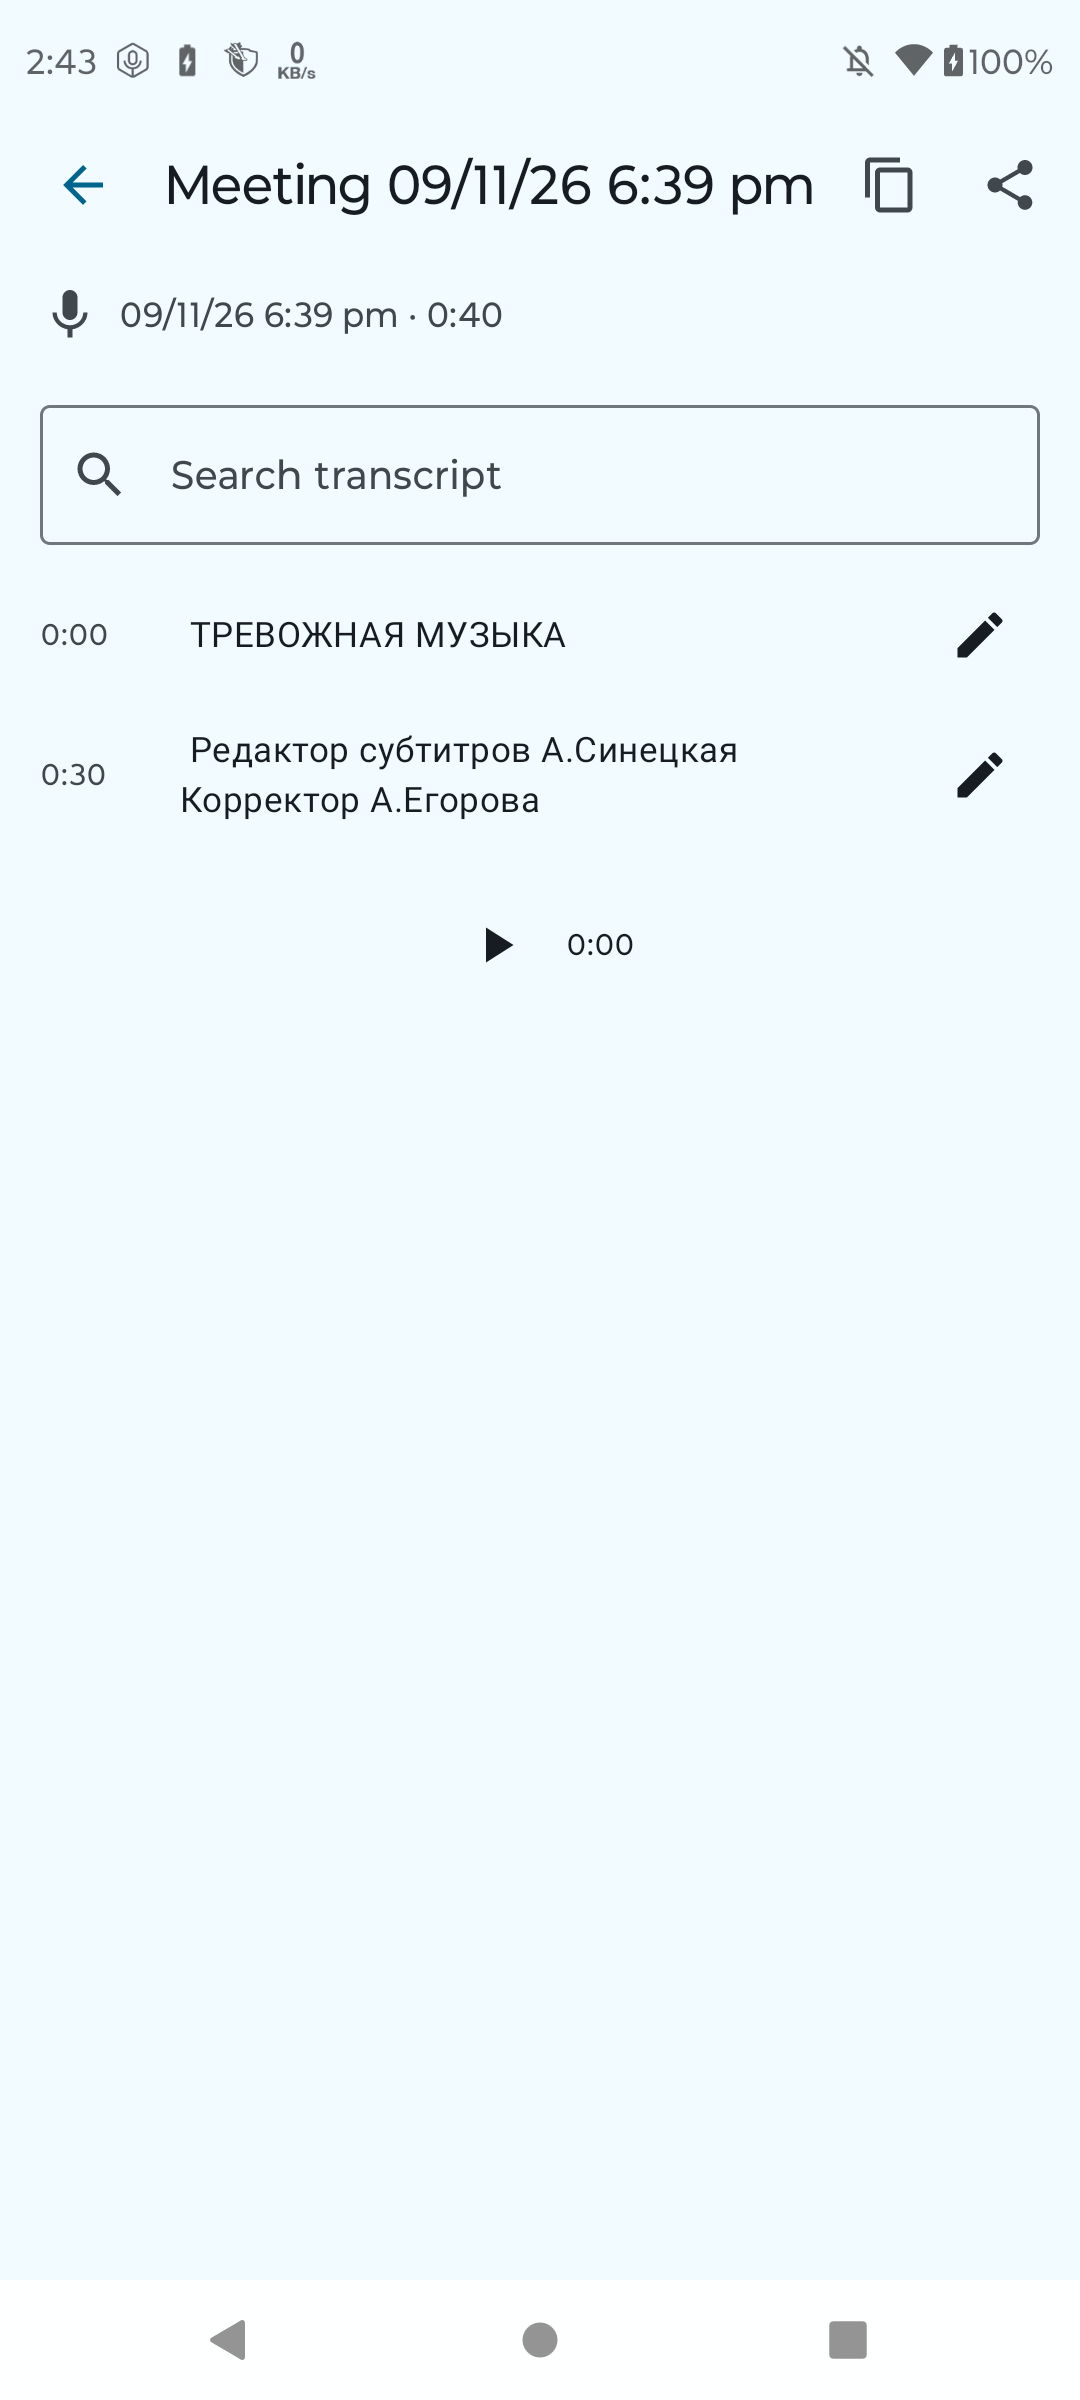 2:43 0 KB/s 100%
Meeting 09/11/26 6:39 pm
09/11/26 6:39 pm · 0:40
Search transcript
0:00 ТРЕВОЖНАЯ МУЗЫКА
0:30 Редактор субтитров А.Синецкая
Корректор А.Егорова
0:00